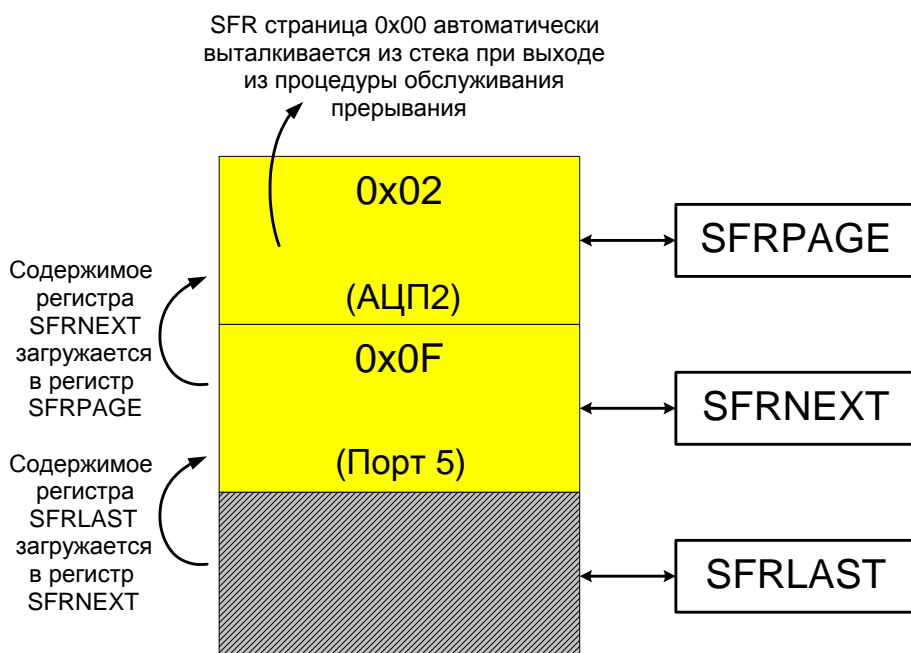 SFR страница 0x00 автоматически
выталкивается из стека при выходе
из процедуры обслуживания
прерывания
0x02
(АЦП2)
SFRPAGE
Содержимое
регистра
SFRNEXT
загружается
в регистр
SFRPAGE
0x0F
(Порт 5)
SFRNEXT
Содержимое
регистра
SFRLAST
загружается
в регистр
SFRNEXT
SFRLAST